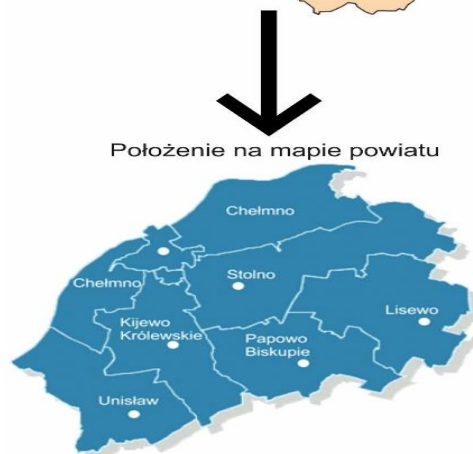 Położenie na mapie powiatu
Chełmno
Chełmno
Stolno
Lisewo
Kijewo
Królewskie
Papowo
Biskupie
Unisław